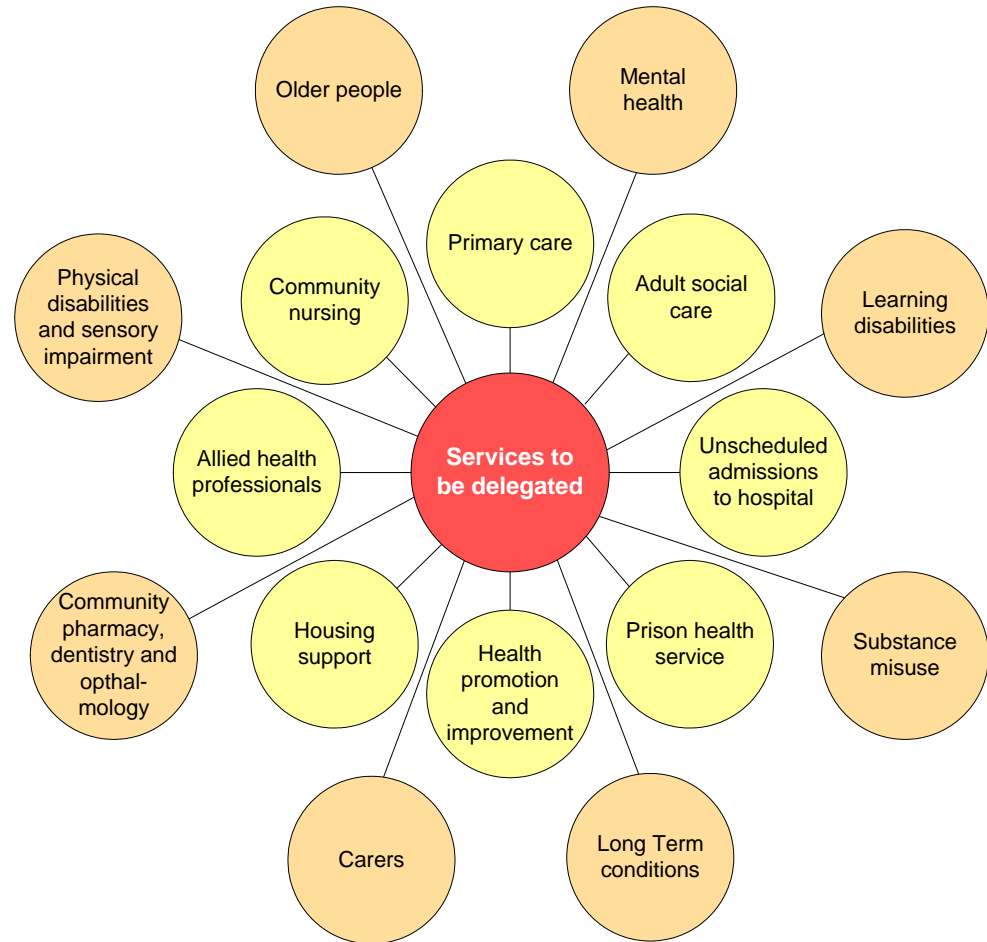 Older people
Mental
health
Primary care
Community
nursing
Adult social
care
Physical
disabilities
and sensory
impairment
Learning
disabilities
Services to
be delegated
Allied health
professionals
Unscheduled
admissions
to hospital
Community
pharmacy,
dentistry and
opthal-
mology
Housing
support
Health
promotion
and
improvement
Prison health
service
Substance
misuse
Carers
Long Term
conditions